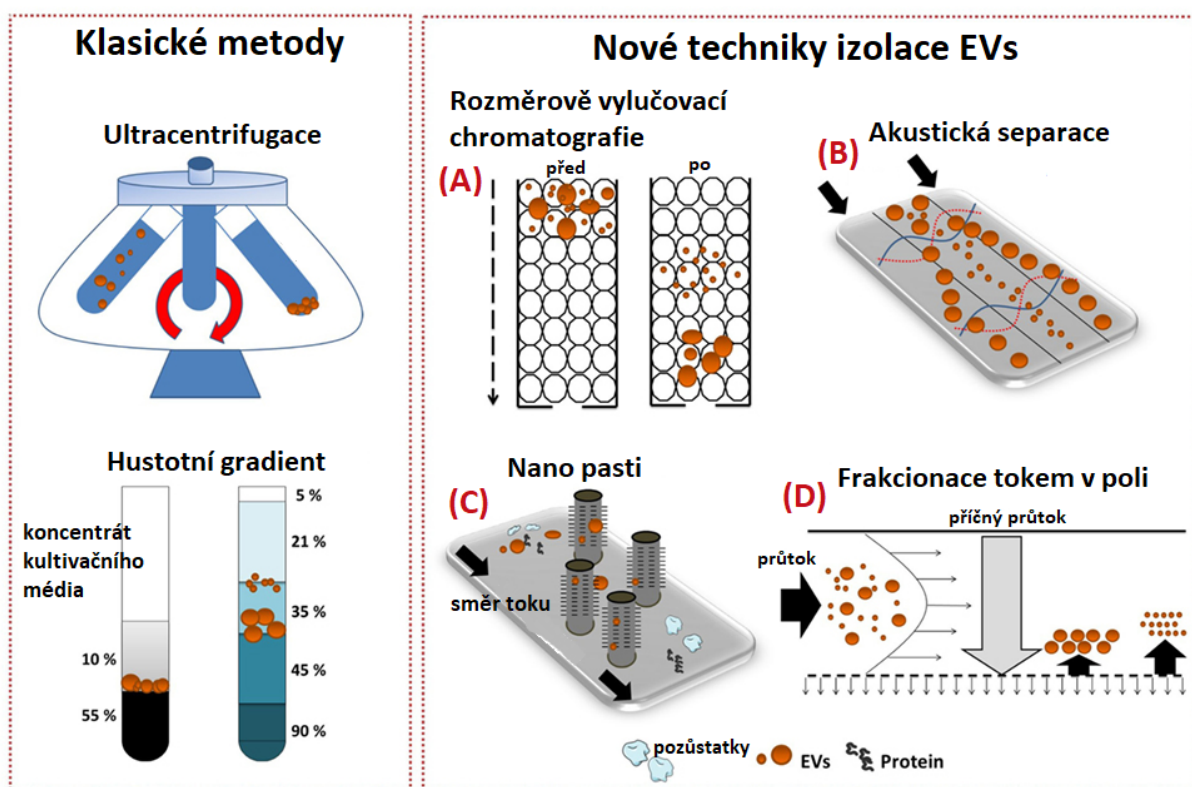 Klasické metody
Ultracentrifugace
Hustotní gradient
koncentrát
kultivačního
média
10 %
55 %
5 %
21 %
35 %
45 %
90 %
Nové techniky izolace EVs
Rozměrově vylučovací
chromatografie
(A)
před
po
(B)
Akustická separace
(C)
Nano pasti
směr toku
(D)
Frakcionace tokem v poli
příčný průtok
průtok
pozůstatky
EVs
Protein